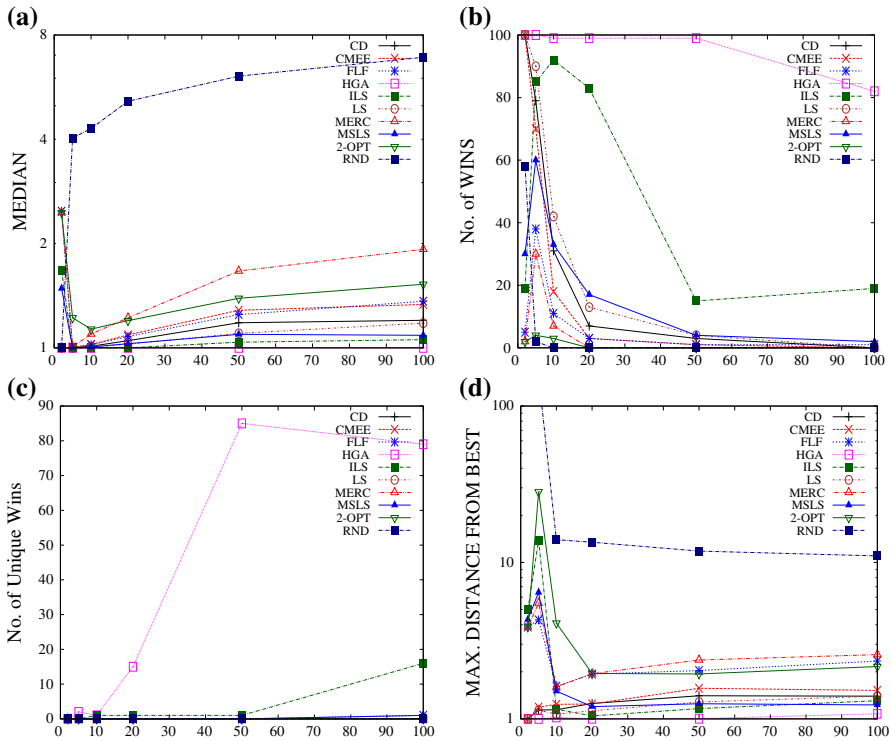 (a)
MEDIAN
8
4
2
1
0 10 20 30 40 50 60 70 80 90 100
CD
CMEE
FLF
HGA
ILS
LS
MERC
MSLS
2-OPT
RND
(b)
No. of WINS
100
80
60
40
20
0
0 10 20 30 40 50 60 70 80 90 100
CD
CMEE
FLF
HGA
ILS
LS
MERC
MSLS
2-OPT
RND
(c)
No. of Unique Wins
90
80
70
60
50
40
30
20
10
0
0 10 20 30 40 50 60 70 80 90 100
CD
CMEE
FLF
HGA
ILS
LS
MERC
MSLS
2-OPT
RND
(d)
MAX. DISTANCE FROM BEST
100
10
1
0 10 20 30 40 50 60 70 80 90 100
CD
CMEE
FLF
HGA
ILS
LS
MERC
MSLS
2-OPT
RND